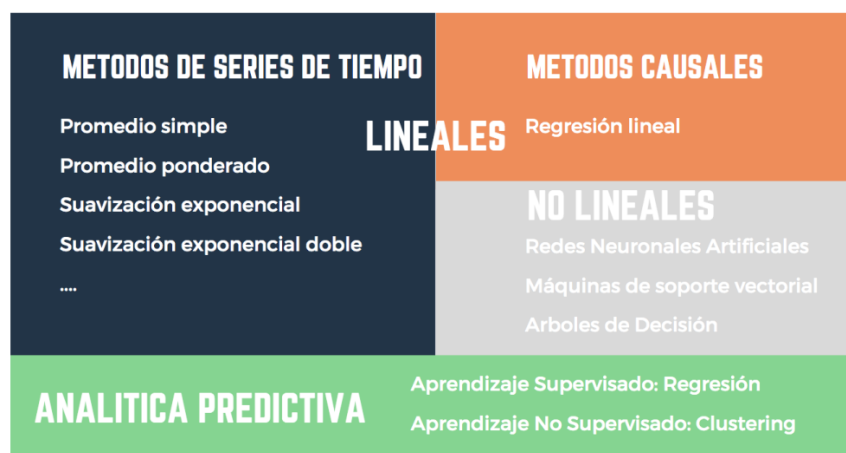 METODOS DE SERIES DE TIEMPO
Promedio simple
Promedio ponderado
Suavización exponencial
Suavización exponencial doble
....
LINEALES
METODOS CAUSALES
Regresión lineal
NO LINEALES
Redes Neuronales Artificiales
Máquinas de soporte vectorial
Arboles de Decisión
ANALITICA PREDICTIVA
Aprendizaje Supervisado: Regresión
Aprendizaje No Supervisado: Clustering